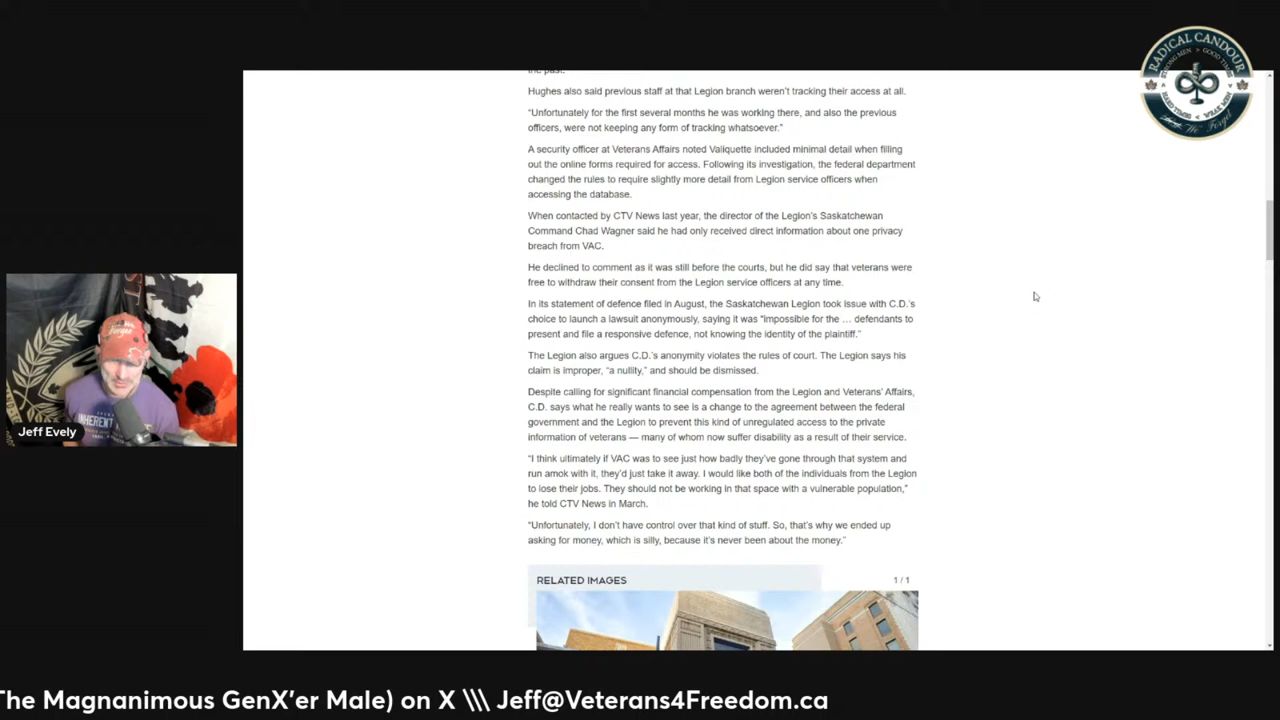 RADICAL CANDOUR
the past.
Hughes also said previous staff at that Legion branch weren't tracking their access at all.
“Unfortunately for the first several months he was working there, and also the previous
officers, were not keeping any form of tracking whatsoever.”
A security officer at Veterans Affairs noted Valiquette included minimal detail when filling
out the online forms required for access. Following its investigation, the federal department
changed the rules to require slightly more detail from Legion service officers when
accessing the database.
When contacted by CTV News last year, the director of the Legion's Saskatchewan
Command Chad Wagner said he had only received direct information about one privacy
breach from VAC.
He declined to comment as it was still before the courts, but he did say that veterans were
free to withdraw their consent from the Legion service officers at any time.
In its statement of defence filed in August, the Saskatchewan Legion took issue with C.D.'s
choice to launch a lawsuit anonymously, saying it was “impossible for the … defendants to
present and file a responsive defence, not knowing the identity of the plaintiff.”
The Legion also argues C.D.'s anonymity violates the rules of court. The Legion says his
claim is improper, “a nullity,” and should be dismissed.
Despite calling for significant financial compensation from the Legion and Veterans' Affairs,
C.D. says what he really wants to see is a change to the agreement between the federal
government and the Legion to prevent this kind of unregulated access to the private
information of veterans — many of whom now suffer disability as a result of their service.
“I think ultimately if VAC was to see just how badly they've gone through that system and
run amok with it, they'd just take it away. I would like both of the individuals from the Legion
to lose their jobs. They should not be working in that space with a vulnerable population,”
he told CTV News in March.
“Unfortunately, I don't have control over that kind of stuff. So, that's why we ended up
asking for money, which is silly, because it's never been about the money.”
RELATED IMAGES
1 / 1
INHERENT
Jeff Evely
The Magnanimous GenX'er Male) on X \\\ Jeff@Veterans4Freedom.ca